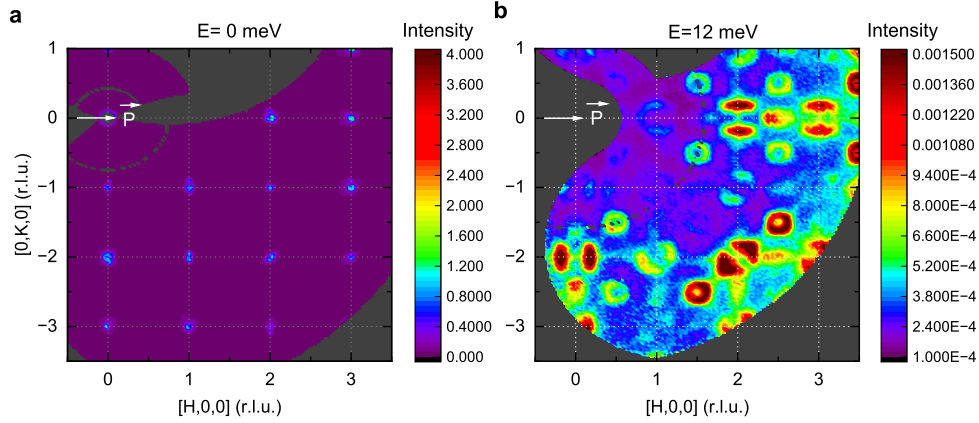 a
E= 0 meV
Intensity
1
0
−1
−2
−3
P
0
1
2
3
[0,K,0] (r.l.u.)
[H,0,0] (r.l.u.)
4.000
3.600
3.200
2.800
2.400
2.000
1.600
1.200
0.8000
0.4000
0.000
b
E=12 meV
Intensity
1
0
−1
−2
−3
P
0
1
2
3
[H,0,0] (r.l.u.)
0.001500
0.001360
0.001220
0.001080
9.400E−4
8.000E−4
6.600E−4
5.200E−4
3.800E−4
2.400E−4
1.000E−4